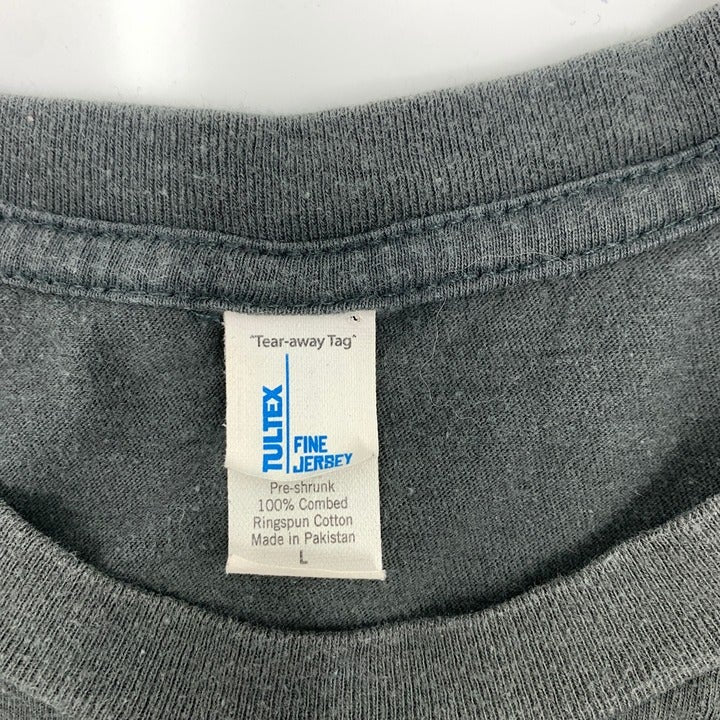 "Tear-away Tag"
TULTEX
FINE
JERSEY
Pre-shrunk
100% Combed
Ringspun Cotton
Made in Pakistan
L